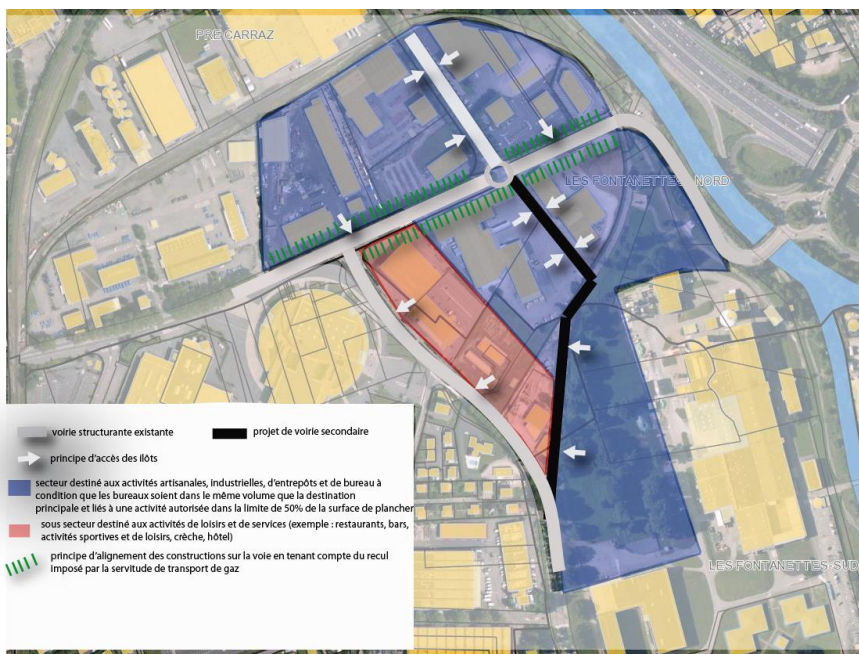 PRE CARRAZ
LES FONTANETTES-NORD
voirie structurante existante
projet de voirie secondaire
principe d'accès des ilôts
secteur destiné aux activités artisanales, industrielles, d'entrepôts et de bureau à
condition que les bureaux soient dans le même volume que la destination
principale et liés à une activité autorisée dans la limite de 50% de la surface de plancher
sous secteur destiné aux activités de loisirs et de services (exemple : restaurants, bars,
activités sportives et de loisirs, crèche, hôtel)
principe d'alignement des constructions sur la voie en tenant compte du recul
imposé par la servitude de transport de gaz
LES FONTANETTES-SUD